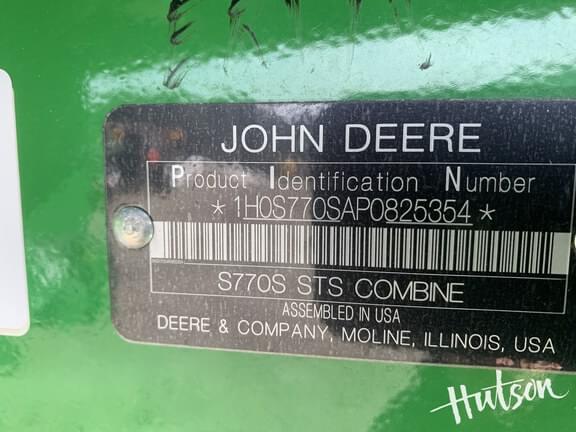 JOHN DEERE
Product Identification Number
*1H0S770SAP0825354*
S770S STS COMBINE
ASSEMBLED IN USA
DEERE & COMPANY, MOLINE, ILLINOIS, USA
Hutson